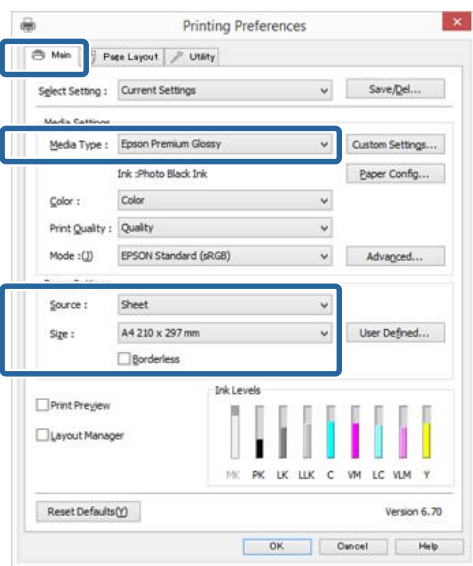 Printing Preferences
Main Page Layout Utility
Select Setting : Current Settings Save/Del...
Media Settings
Media Type : Epson Premium Glossy Custom Settings...
Ink :Photo Black Ink Paper Config...
Color : Color
Print Quality : Quality
Mode :(J) EPSON Standard (sRGB) Advanced...
Source : Sheet
Size : A4 210 x 297 mm User Defined...
Borderless
Print Preview
Ink Levels
Layout Manager
MK PK LK LLK C VM LC VLM Y
Reset Defaults(Y) Version 6.70
OK Cancel Help